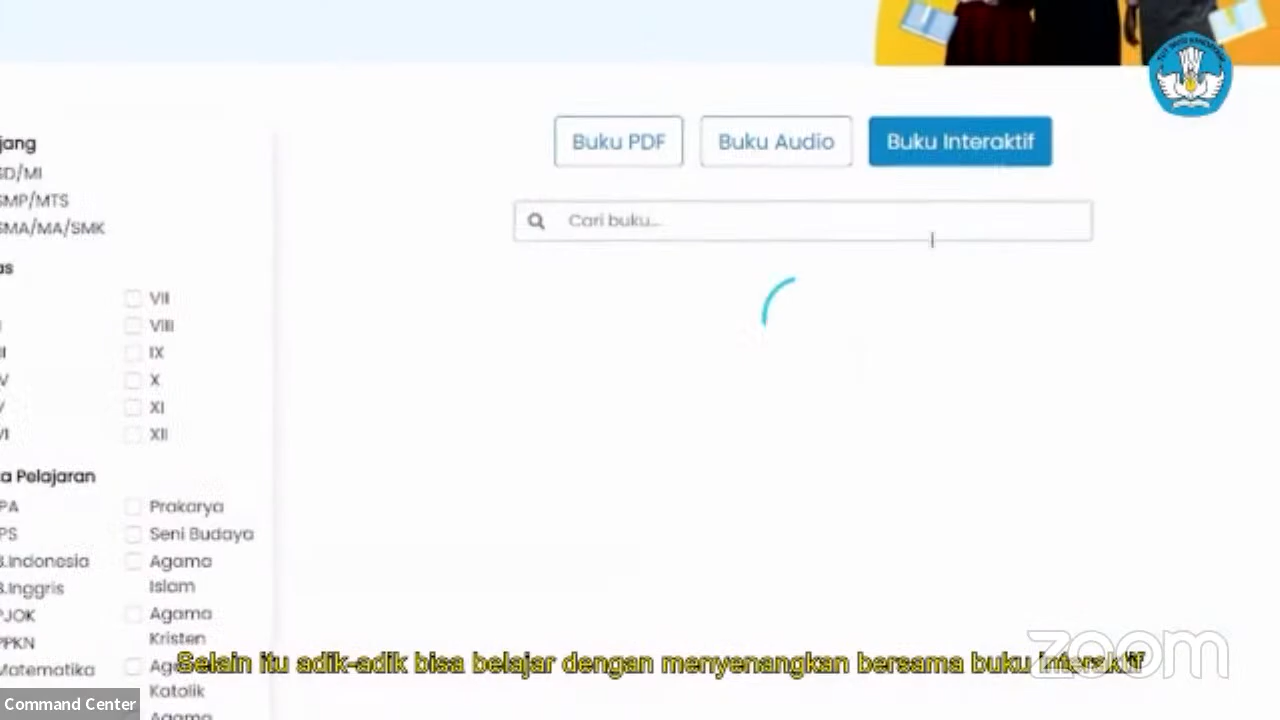 Buku PDF
Buku Audio
Buku Interaktif
Cari buku...
jang
SD/MI
SMP/MTS
SMA/MA/SMK
as
VII
VIII
II
IX
V
X
V
XI
VI
XII
a Pelajaran
PA
Prakarya
PS
Seni Budaya
B.Indonesia
Agama
Islam
B.Inggris
PJOK
Agama
Kristen
PPKN
Matematika
Katolik
Agama
Selain itu adik-adik bisa belajar dengan menyenangkan bersama buku interaktif
zoom
Command Center